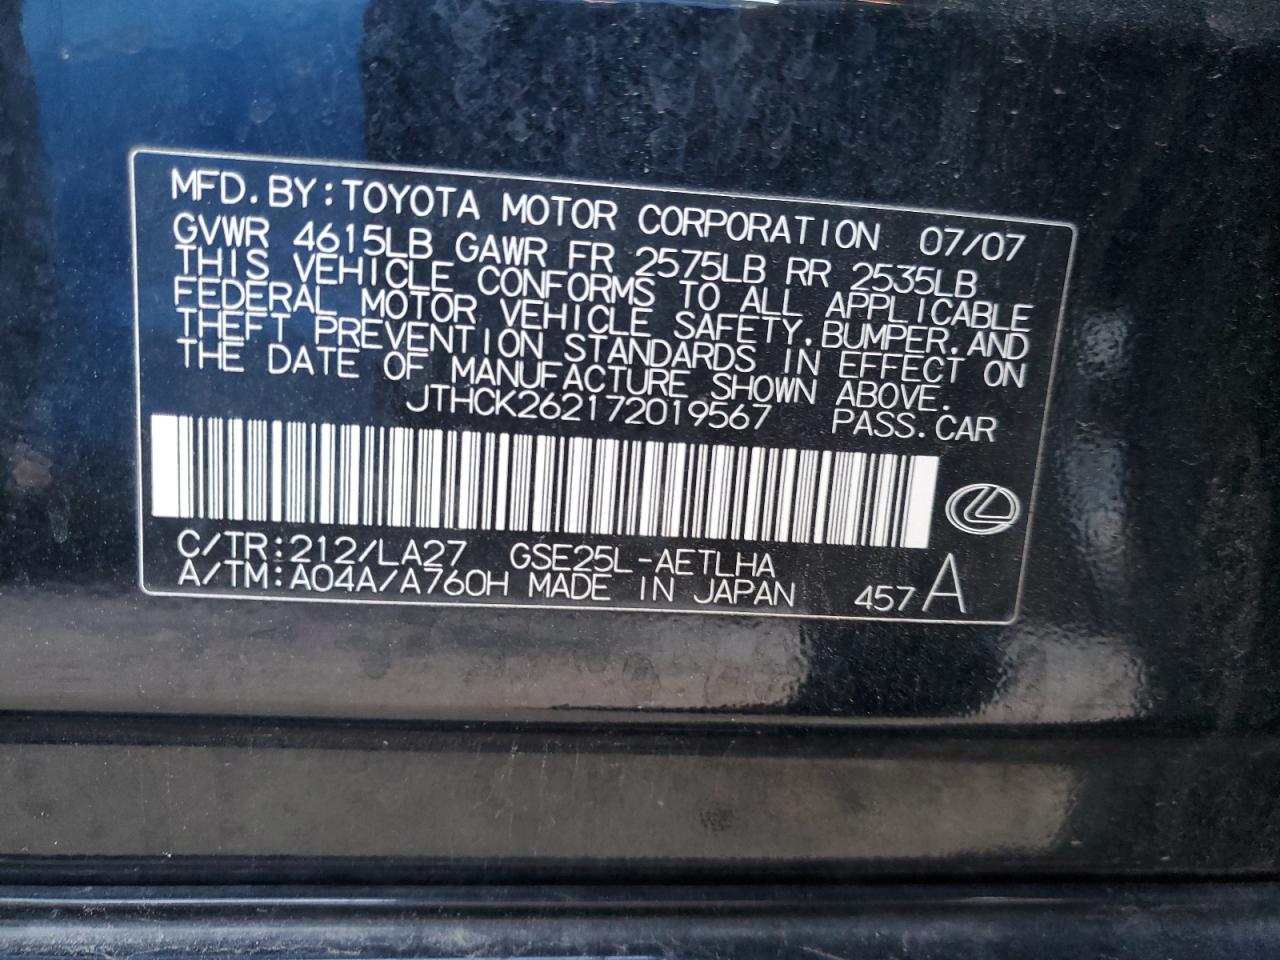 MFD. BY: TOYOTA MOTOR CORPORATION 07/07
GVWR 4615LB GAWR FR 2575LB RR 2535LB
THIS VEHICLE CONFORMS TO ALL APPLICABLE
FEDERAL MOTOR VEHICLE SAFETY, BUMPER, AND
THEFT PREVENTION STANDARDS IN EFFECT ON
THE DATE OF MANUFACTURE SHOWN ABOVE.
JTHCK262172019567 PASS. CAR
C/TR: 212/LA27 GSE25L-AETLHA
A/TM: A04A/A760H MADE IN JAPAN 457 A